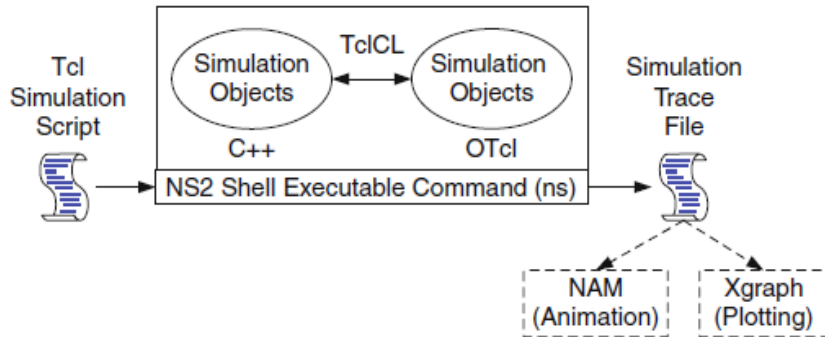 Tcl
Simulation
Script
TclCL
Simulation
Objects
Simulation
Objects
C++
OTcl
NS2 Shell Executable Command (ns)
Simulation
Trace
File
NAM
(Animation)
Xgraph
(Plotting)